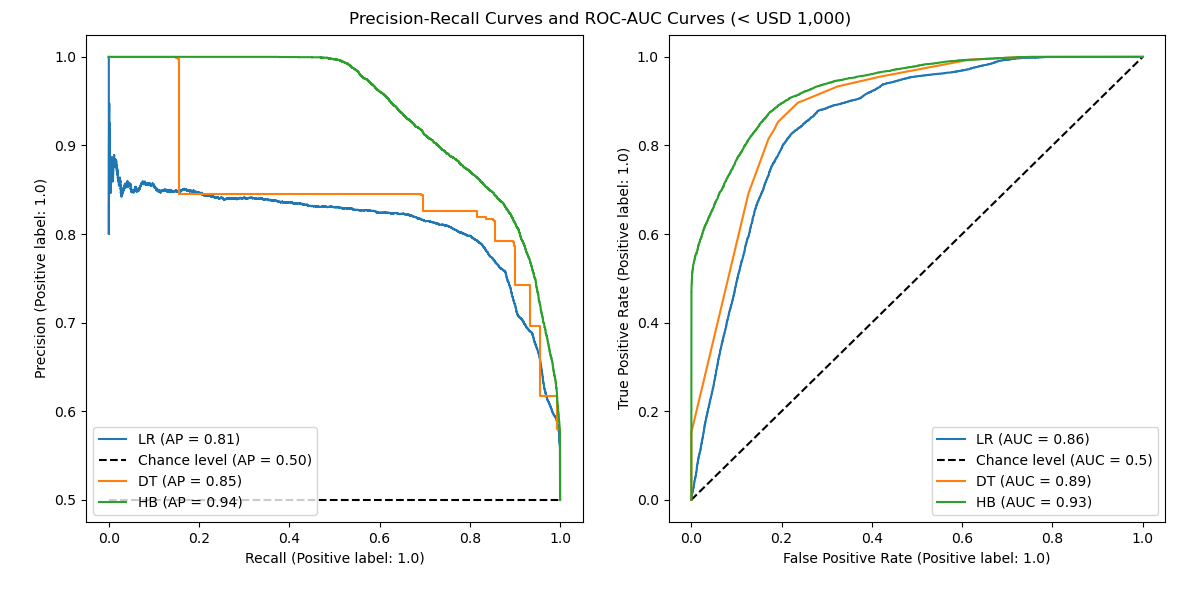 Precision-Recall Curves and ROC-AUC Curves (< USD 1,000)
Precision (Positive label: 1.0)
1.0
0.9
0.8
0.7
0.6
0.5
LR (AP = 0.81)
Chance level (AP = 0.50)
DT (AP = 0.85)
HB (AP = 0.94)
0.0 0.2 0.4 0.6 0.8 1.0
Recall (Positive label: 1.0)
True Positive Rate (Positive label: 1.0)
1.0
0.8
0.6
0.4
0.2
0.0
LR (AUC = 0.86)
Chance level (AUC = 0.5)
DT (AUC = 0.89)
HB (AUC = 0.93)
0.0 0.2 0.4 0.6 0.8 1.0
False Positive Rate (Positive label: 1.0)